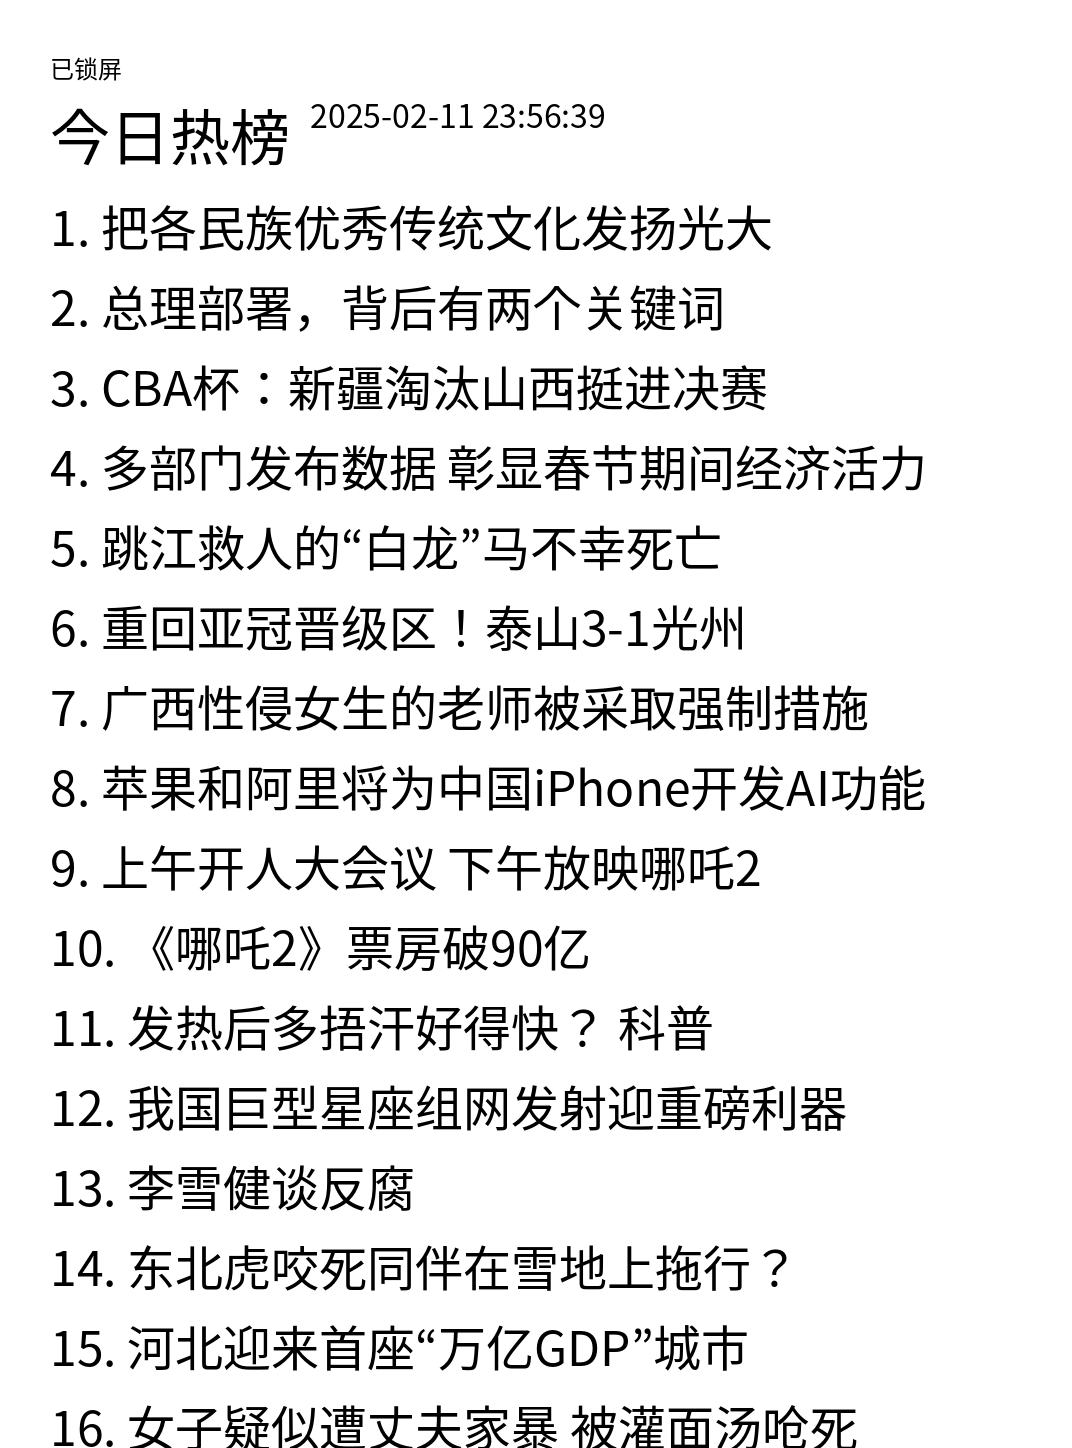 已锁屏
今日热榜 2025-02-11 23:56:39
1. 把各民族优秀传统文化发扬光大
2. 总理部署，背后有两个关键词
3. CBA杯：新疆淘汰山西挺进决赛
4. 多部门发布数据 彰显春节期间经济活力
5. 跳江救人的“白龙”马不幸死亡
6. 重回亚冠晋级区！泰山3-1光州
7. 广西性侵女生的老师被采取强制措施
8. 苹果和阿里将为中国iPhone开发AI功能
9. 上午开人大会议 下午放映哪吒2
10. 《哪吒2》票房破90亿
11. 发热后多捂汗好得快？ 科普
12. 我国巨型星座组网发射迎重磅利器
13. 李雪健谈反腐
14. 东北虎咬死同伴在雪地上拖行？
15. 河北迎来首座“万亿GDP”城市
16. 女子疑似遭丈夫家暴 被灌面汤呛死